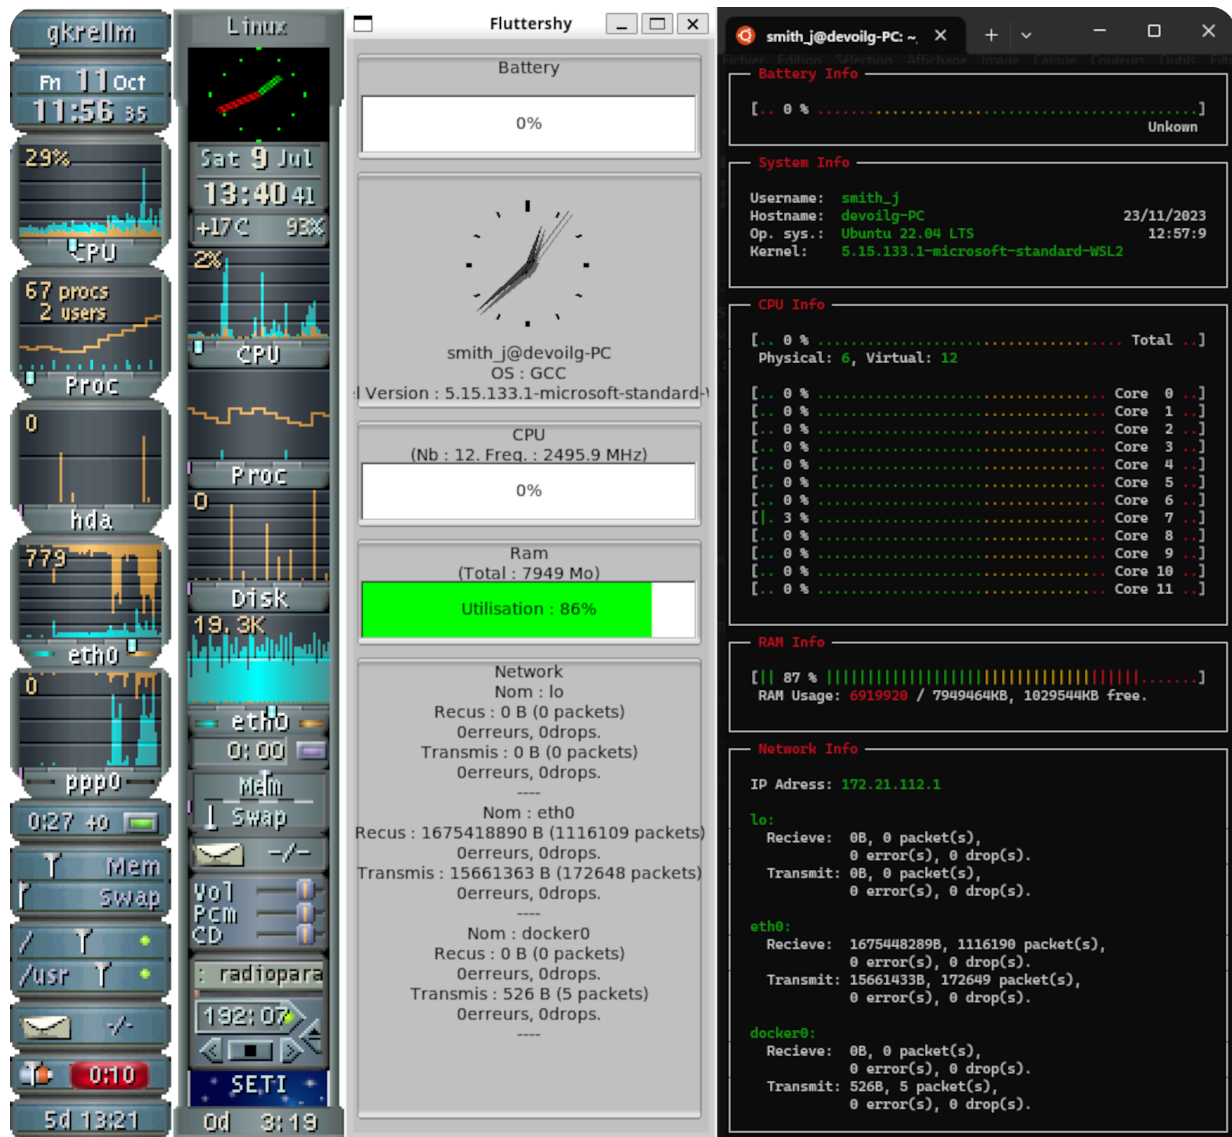 gkrellm
Fri 11 Oct
11:56 35
29%
CPU
67 procs
2 users
Proc
0
hda
779
eth0
0
ppp0
0:27 40
Mem
Swap
/
/usr
-/-
0:10
5d 13:21
Linux
Sat 9 Jul
13:40 41
+17C 93%
2%
CPU
Proc
0
Disk
19.3K
eth0
0:00
Mem
Swap
-/-
Vol
Pcm
CD
: radiopara
192:07
SETI
0d 3:19
Fluttershy
Battery
0%
smith_j@devoilg-PC
OS : GCC
l Version : 5.15.133.1-microsoft-standard-
CPU
(Nb : 12. Freq. : 2495.9 MHz)
0%
Ram
(Total : 7949 Mo)
Utilisation : 86%
Network
Nom : lo
Recus : 0 B (0 packets)
0erreurs, 0drops.
Transmis : 0 B (0 packets)
0erreurs, 0drops.
----
Nom : eth0
Recus : 1675418890 B (1116109 packets)
0erreurs, 0drops.
Transmis : 15661363 B (172648 packets)
0erreurs, 0drops.
----
Nom : docker0
Recus : 0 B (0 packets)
0erreurs, 0drops.
Transmis : 526 B (5 packets)
0erreurs, 0drops.
----
smith_j@devoilg-PC: ~
Fichier Edition Sélection Affichage Image Calque Couleurs Outils
Battery Info
[.. 0 % ..]
Unkown
System Info
Username: smith_j
Hostname: devoilg-PC 23/11/2023
Op. sys.: Ubuntu 22.04 LTS 12:57:9
Kernel: 5.15.133.1-microsoft-standard-WSL2
CPU Info
[.. 0 % .. Total ..]
Physical: 6, Virtual: 12
[.. 0 % .. Core 0 ..]
[.. 0 % .. Core 1 ..]
[.. 0 % .. Core 2 ..]
[.. 0 % .. Core 3 ..]
[.. 0 % .. Core 4 ..]
[.. 0 % .. Core 5 ..]
[.. 0 % .. Core 6 ..]
[|. 3 % .. Core 7 ..]
[.. 0 % .. Core 8 ..]
[.. 0 % .. Core 9 ..]
[.. 0 % .. Core 10 ..]
[.. 0 % .. Core 11 ..]
RAM Info
[|| 87 % ||||||||||.......]
RAM Usage: 6919920 / 7949464KB, 1029544KB free.
Network Info
IP Adress: 172.21.112.1
lo:
Recieve: 0B, 0 packet(s),
0 error(s), 0 drop(s).
Transmit: 0B, 0 packet(s),
0 error(s), 0 drop(s).
eth0:
Recieve: 1675448289B, 1116190 packet(s),
0 error(s), 0 drop(s).
Transmit: 15661433B, 172649 packet(s),
0 error(s), 0 drop(s).
docker0:
Recieve: 0B, 0 packet(s),
0 error(s), 0 drop(s).
Transmit: 526B, 5 packet(s),
0 error(s), 0 drop(s).